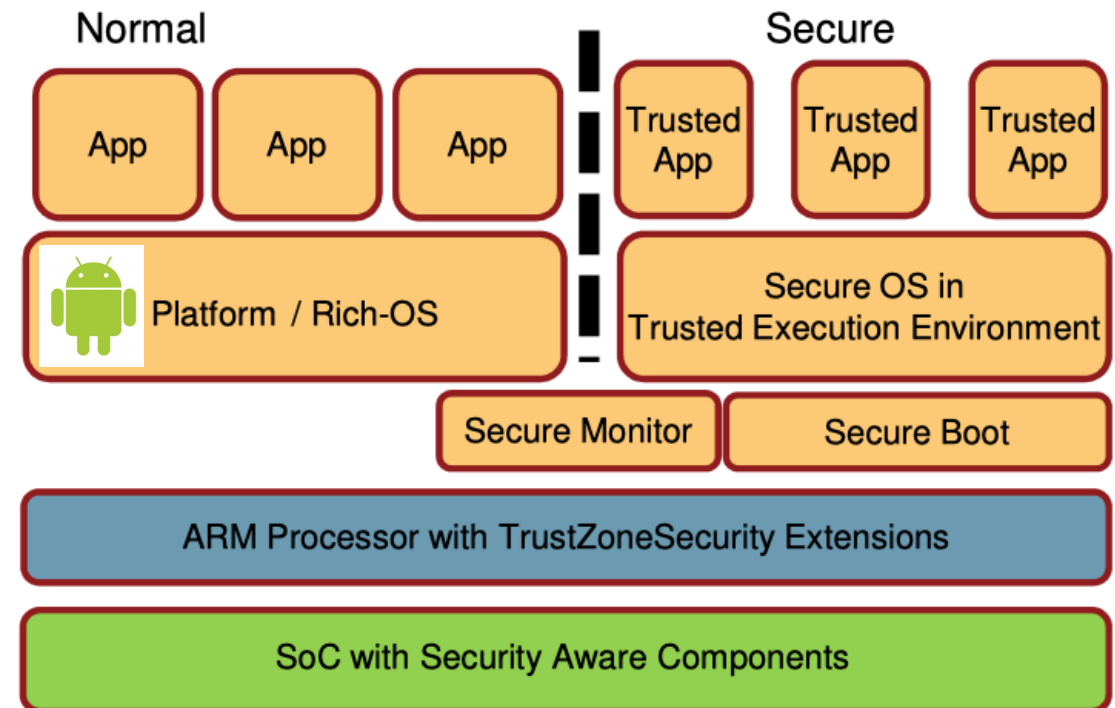 Normal
Secure
App
App
App
Trusted
App
Trusted
App
Trusted
App
Platform / Rich-OS
Secure OS in
Trusted Execution Environment
Secure Monitor
Secure Boot
ARM Processor with TrustZoneSecurity Extensions
SoC with Security Aware Components